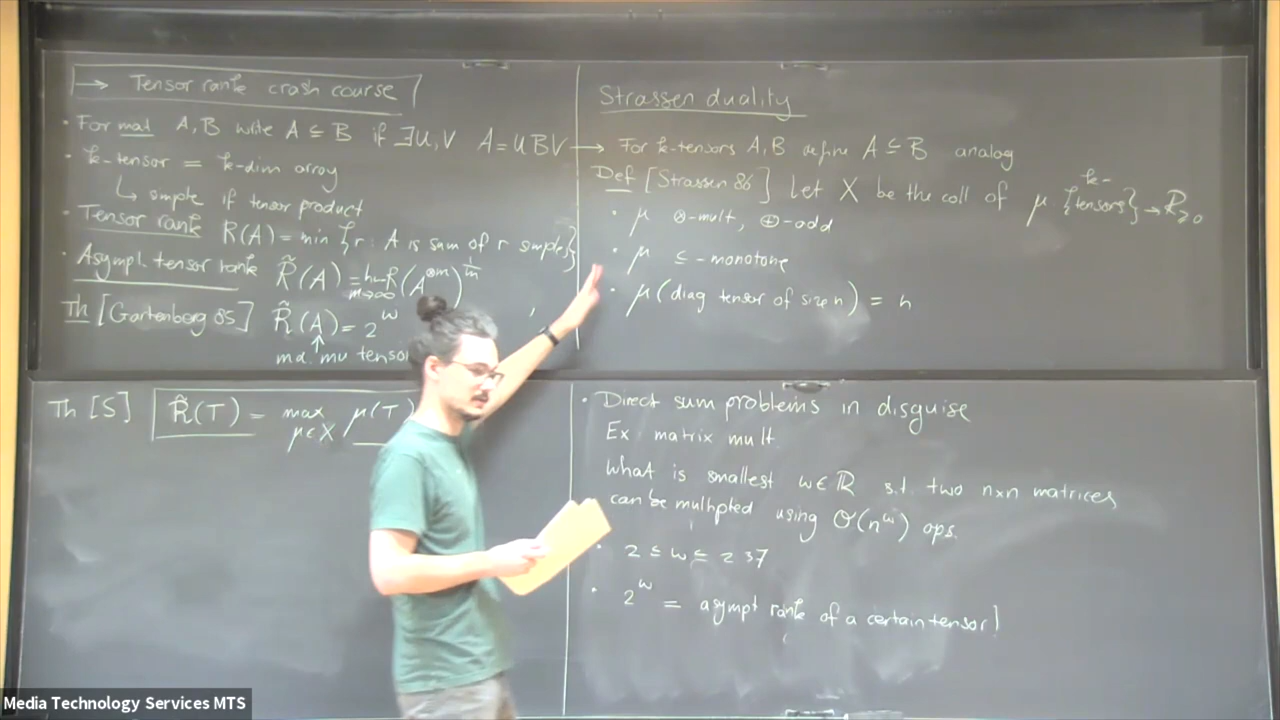 → Tensor rank crash course
· For mat A, B write A ≤ B if ∃U,V A = UBV
· k-tensor = k-dim array
↳ simple if tensor product
· Tensor rank R(A) = min {r : A is sum of r simple}
· Asympt. tensor rank R̃(A) = lim m→∞ R(A^⊗m)^1/m
Th [Gartenberg 85] R̃(A) = 2^ω
↑
ma. mu tensor
Strassen duality
→ For k-tensors A, B define A ≤ B analog
Def [Strassen 86] Let X be the coll of μ : {k-tensors} → R≥0
· μ ⊗-mult, ⊕-add
· μ ≤-monotone
· μ(diag tensor of size n) = n
Th [S] R̃(T) = max μ∈X μ(T)
· Direct sum problems in disguise
Ex matrix mult
What is smallest ω ∈ ℝ s.t. two n×n matrices
can be multipted using O(n^ω) ops.
· 2 ≤ ω ≤ 2 37
· 2^ω = asympt rank of a certain tensor!
Media Technology Services MTS